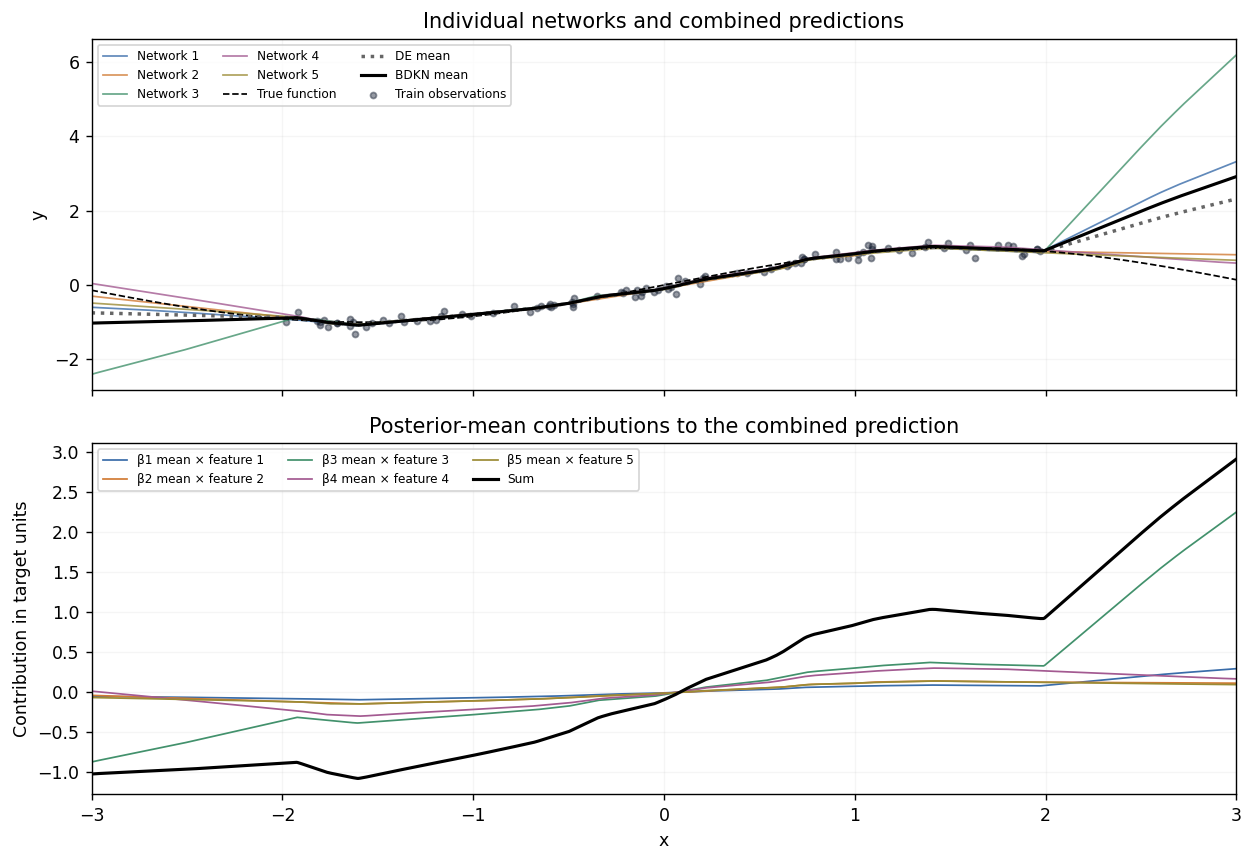 Individual networks and combined predictions
Network 1 Network 4 DE mean
Network 2 Network 5 BDKN mean
Network 3 True function Train observations
y
6
4
2
0
−2
Posterior-mean contributions to the combined prediction
β1 mean × feature 1 β3 mean × feature 3 β5 mean × feature 5
β2 mean × feature 2 β4 mean × feature 4 Sum
Contribution in target units
3.0
2.5
2.0
1.5
1.0
0.5
0.0
−0.5
−1.0
−3 −2 −1 0 1 2 3
x